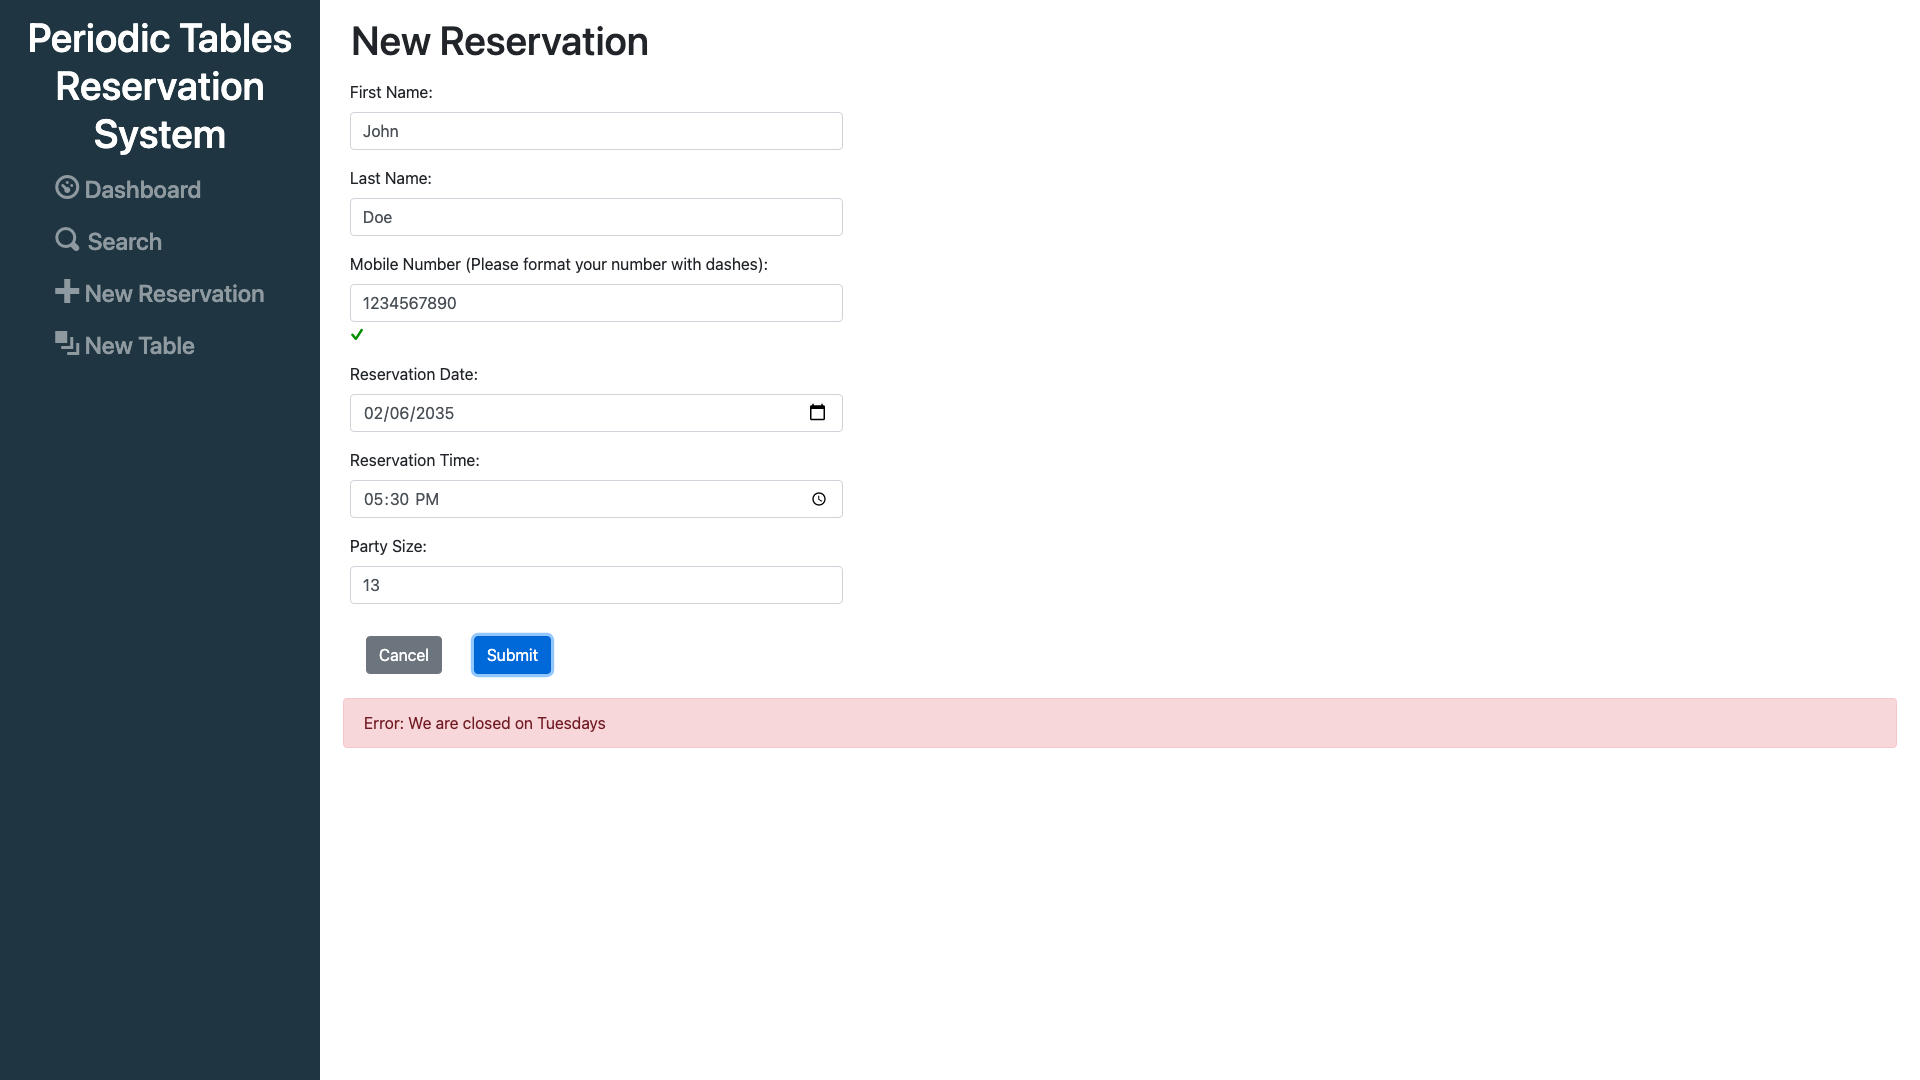 Periodic Tables
Reservation
System
Dashboard
Search
New Reservation
New Table
New Reservation
First Name:
John
Last Name:
Doe
Mobile Number (Please format your number with dashes):
1234567890
Reservation Date:
02/06/2035
Reservation Time:
05:30 PM
Party Size:
13
Cancel Submit
Error: We are closed on Tuesdays